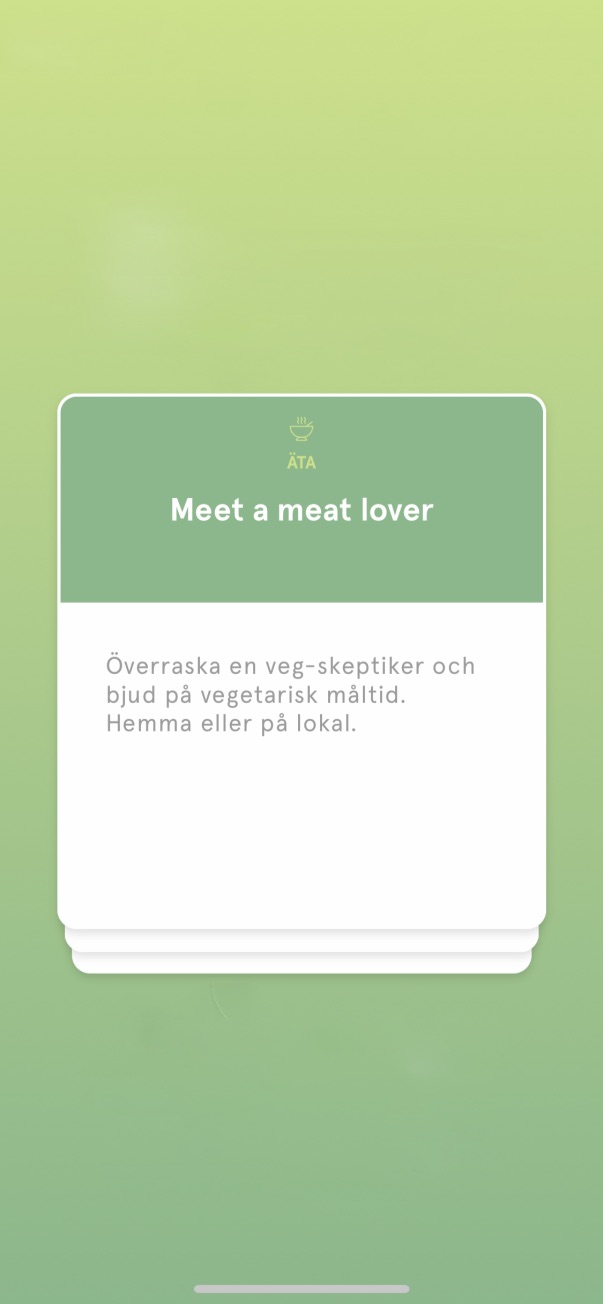 ÄTA
Meet a meat lover
Överraska en veg-skeptiker och
bjud på vegetarisk måltid.
Hemma eller på lokal.